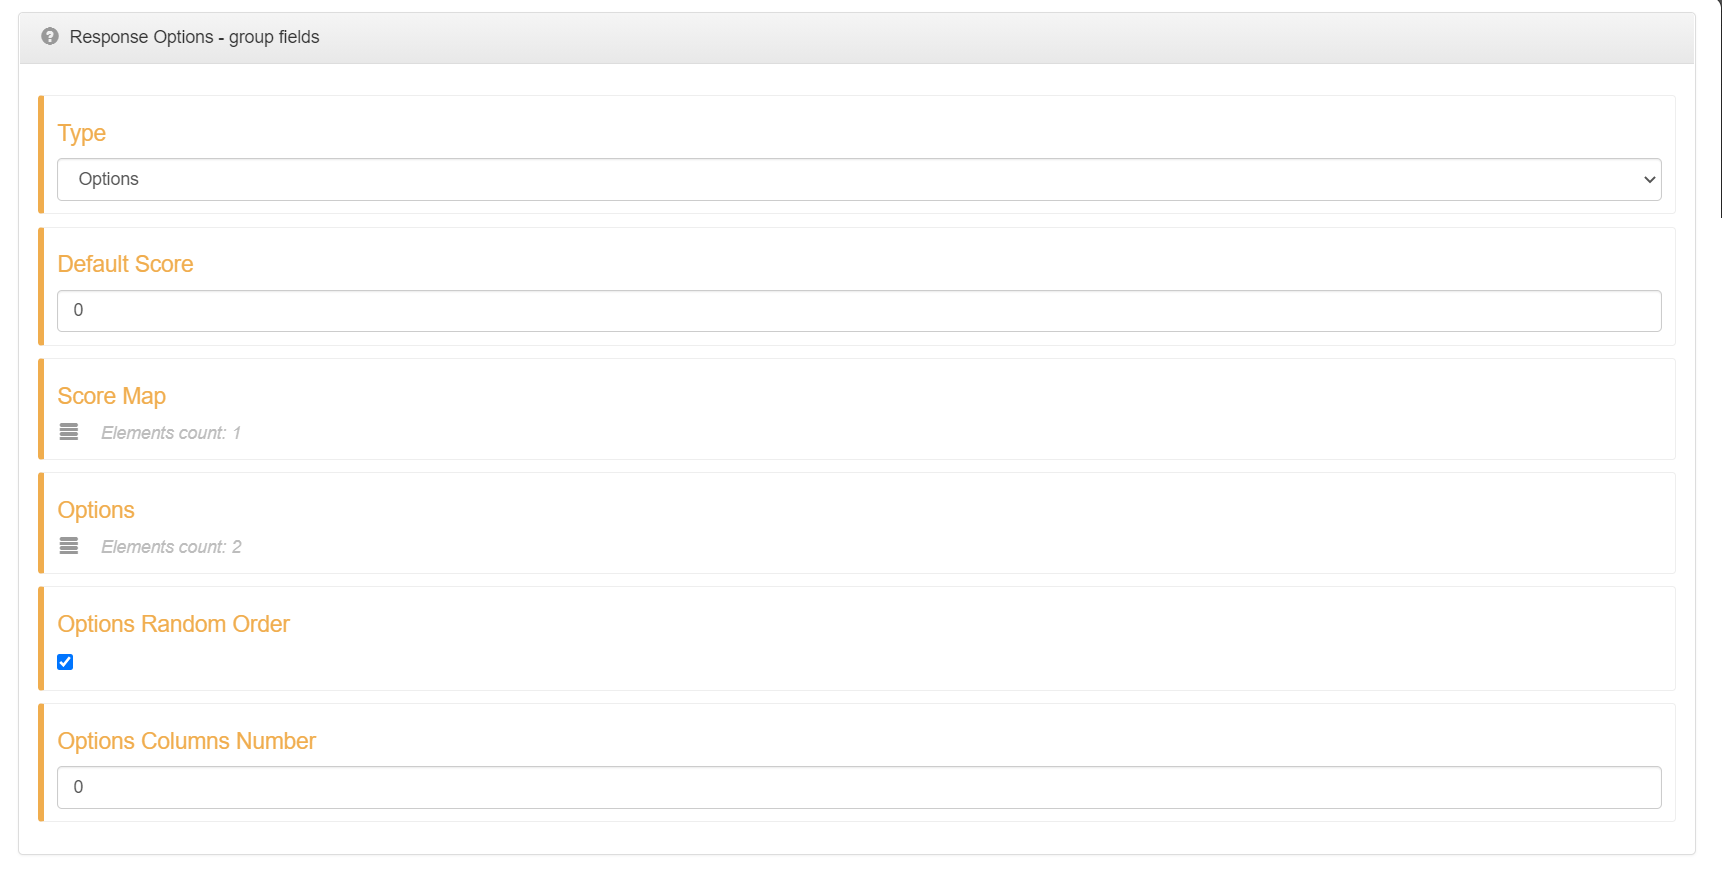 Response Options - group fields
Type
Options
Default Score
0
Score Map
Elements count: 1
Options
Elements count: 2
Options Random Order
Options Columns Number
0